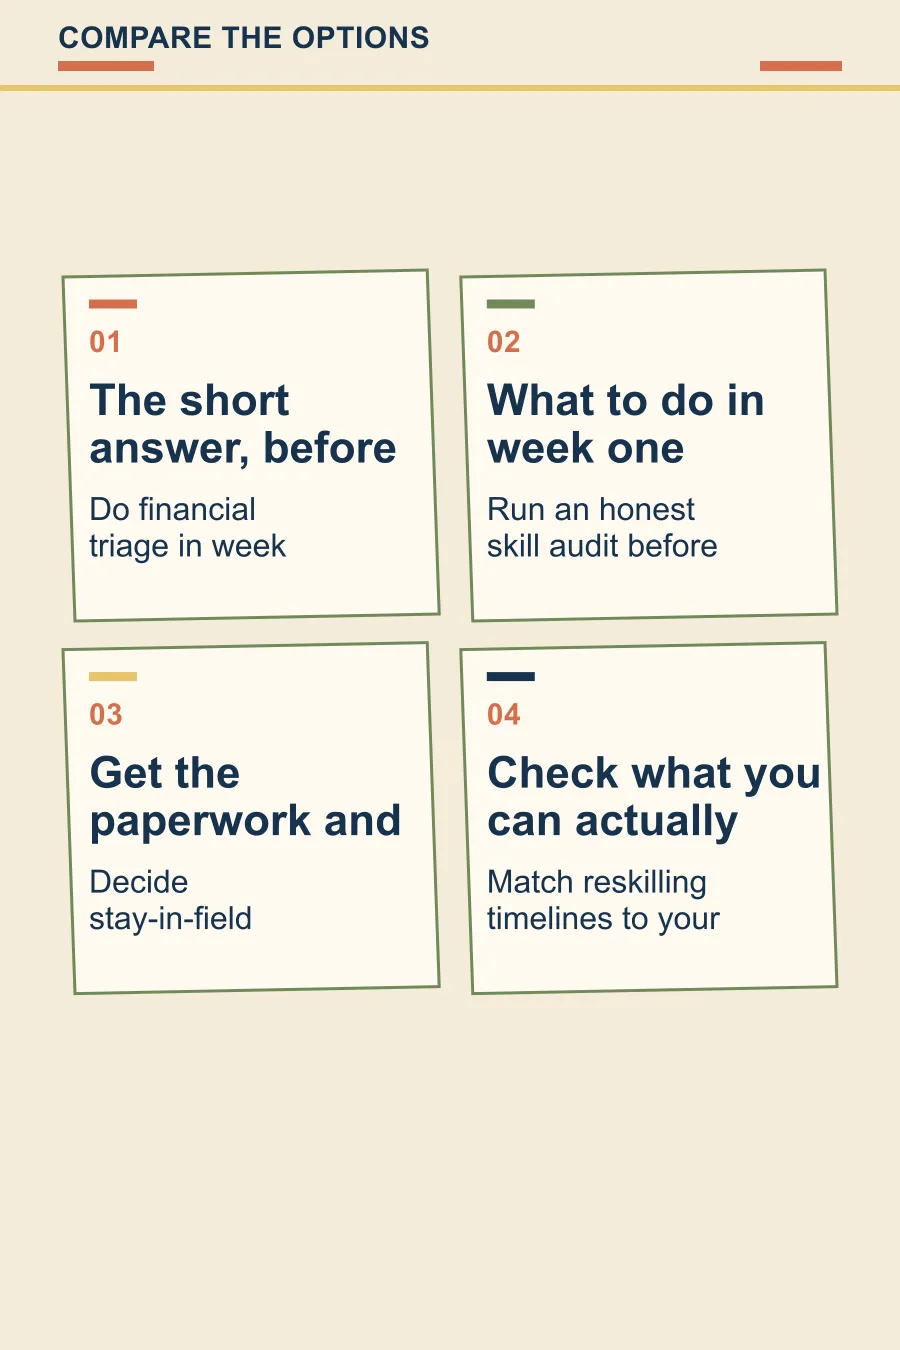 COMPARE THE OPTIONS
01
The short
answer, before
Do financial
triage in week
02
What to do in
week one
Run an honest
skill audit before
03
Get the
paperwork and
Decide
stay-in-field
04
Check what you
can actually
Match reskilling
timelines to your